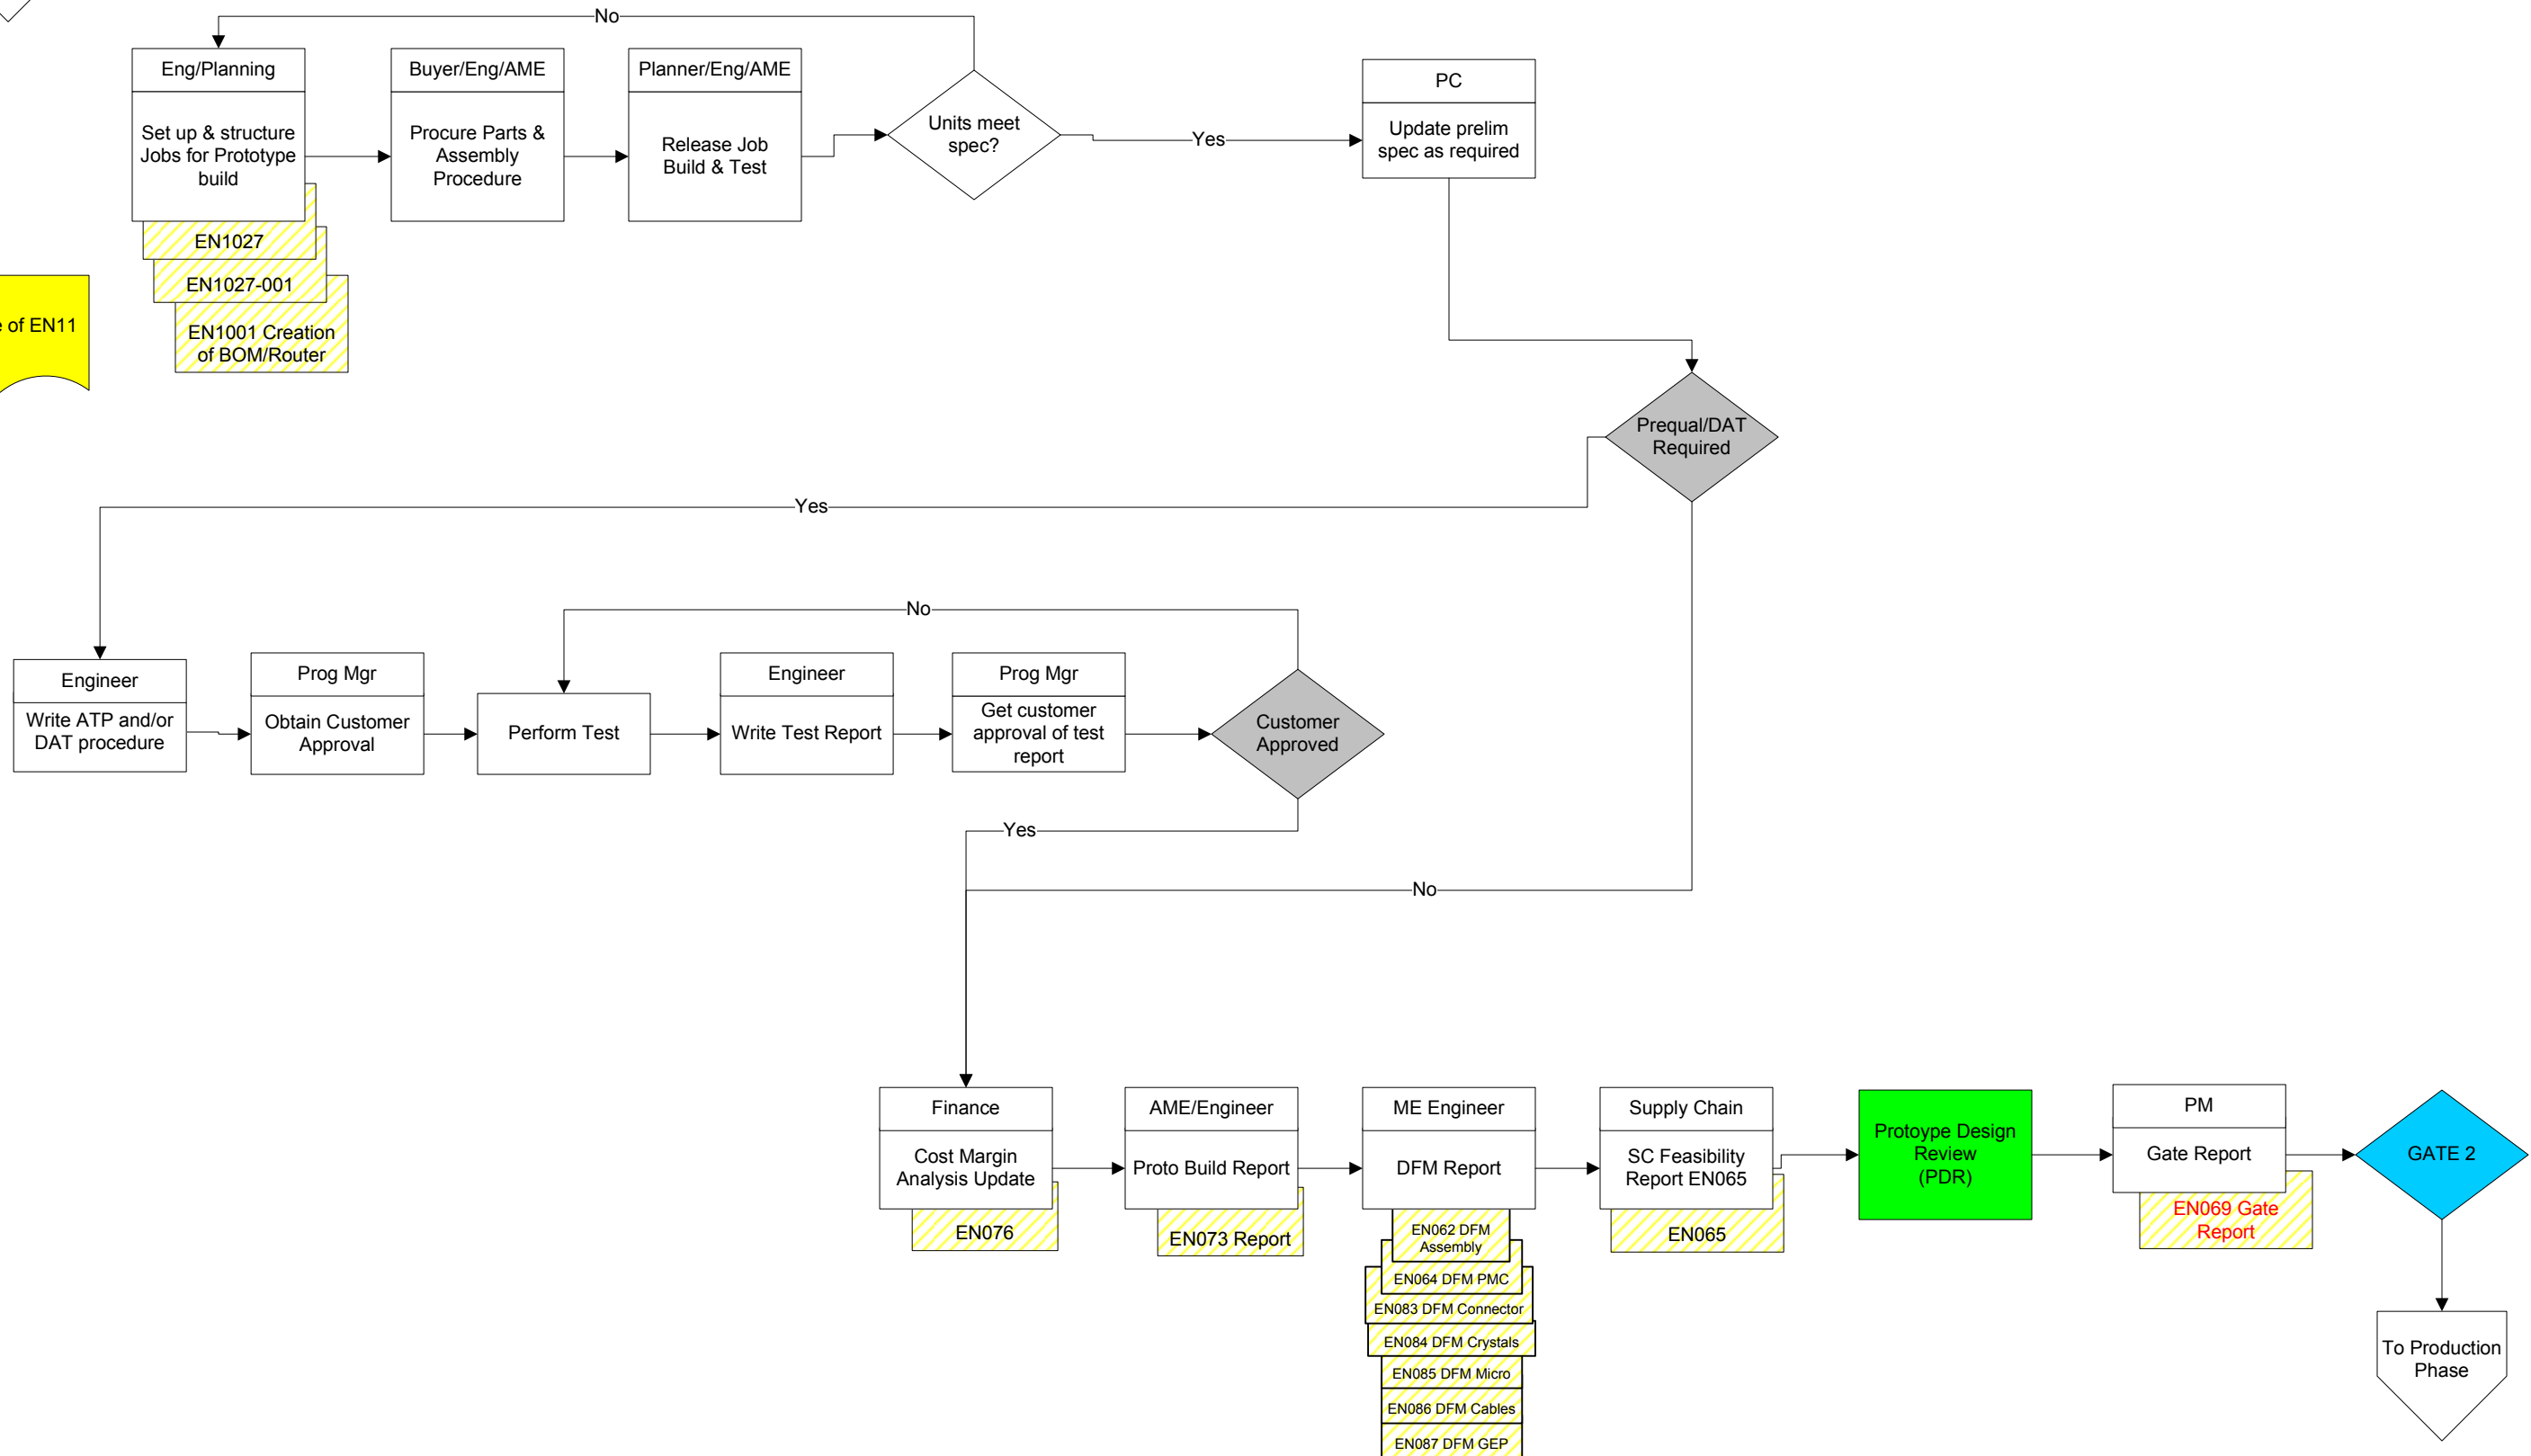 No
Eng/Planning
Set up & structure
Jobs for Prototype
build
EN1027
EN1027-001
EN1001 Creation
of BOM/Router
Buyer/Eng/AME
Procure Parts &
Assembly
Procedure
Planner/Eng/AME
Release Job
Build & Test
Units meet
spec?
Yes
PC
Update prelim
spec as required
of EN11
Prequal/DAT
Required
Yes
No
Engineer
Write ATP and/or
DAT procedure
Prog Mgr
Obtain Customer
Approval
Perform Test
Engineer
Write Test Report
Prog Mgr
Get customer
approval of test
report
Customer
Approved
Yes
No
Finance
Cost Margin
Analysis Update
EN076
AME/Engineer
Proto Build Report
EN073 Report
ME Engineer
DFM Report
EN062 DFM
Assembly
EN064 DFM PMC
EN083 DFM Connector
EN084 DFM Crystals
EN085 DFM Micro
EN086 DFM Cables
EN087 DFM GEP
Supply Chain
SC Feasibility
Report EN065
EN065
Protoype Design
Review
(PDR)
PM
Gate Report
EN069 Gate
Report
GATE 2
To Production
Phase